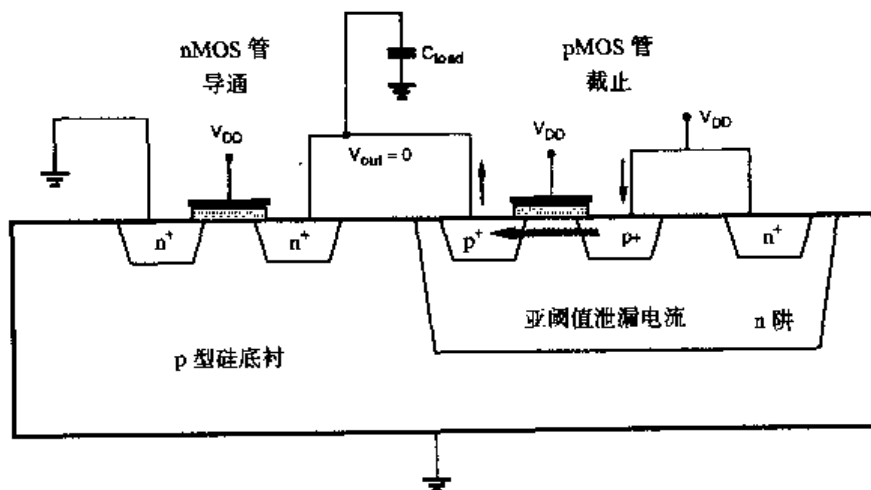 nMOS 管
导通
C_load
pMOS 管
截止
V_DD
V_out = 0
V_DD
V_DD
n⁺
n⁺
p⁺
p+
n⁺
亚阈值泄漏电流
n 阱
p 型硅底衬